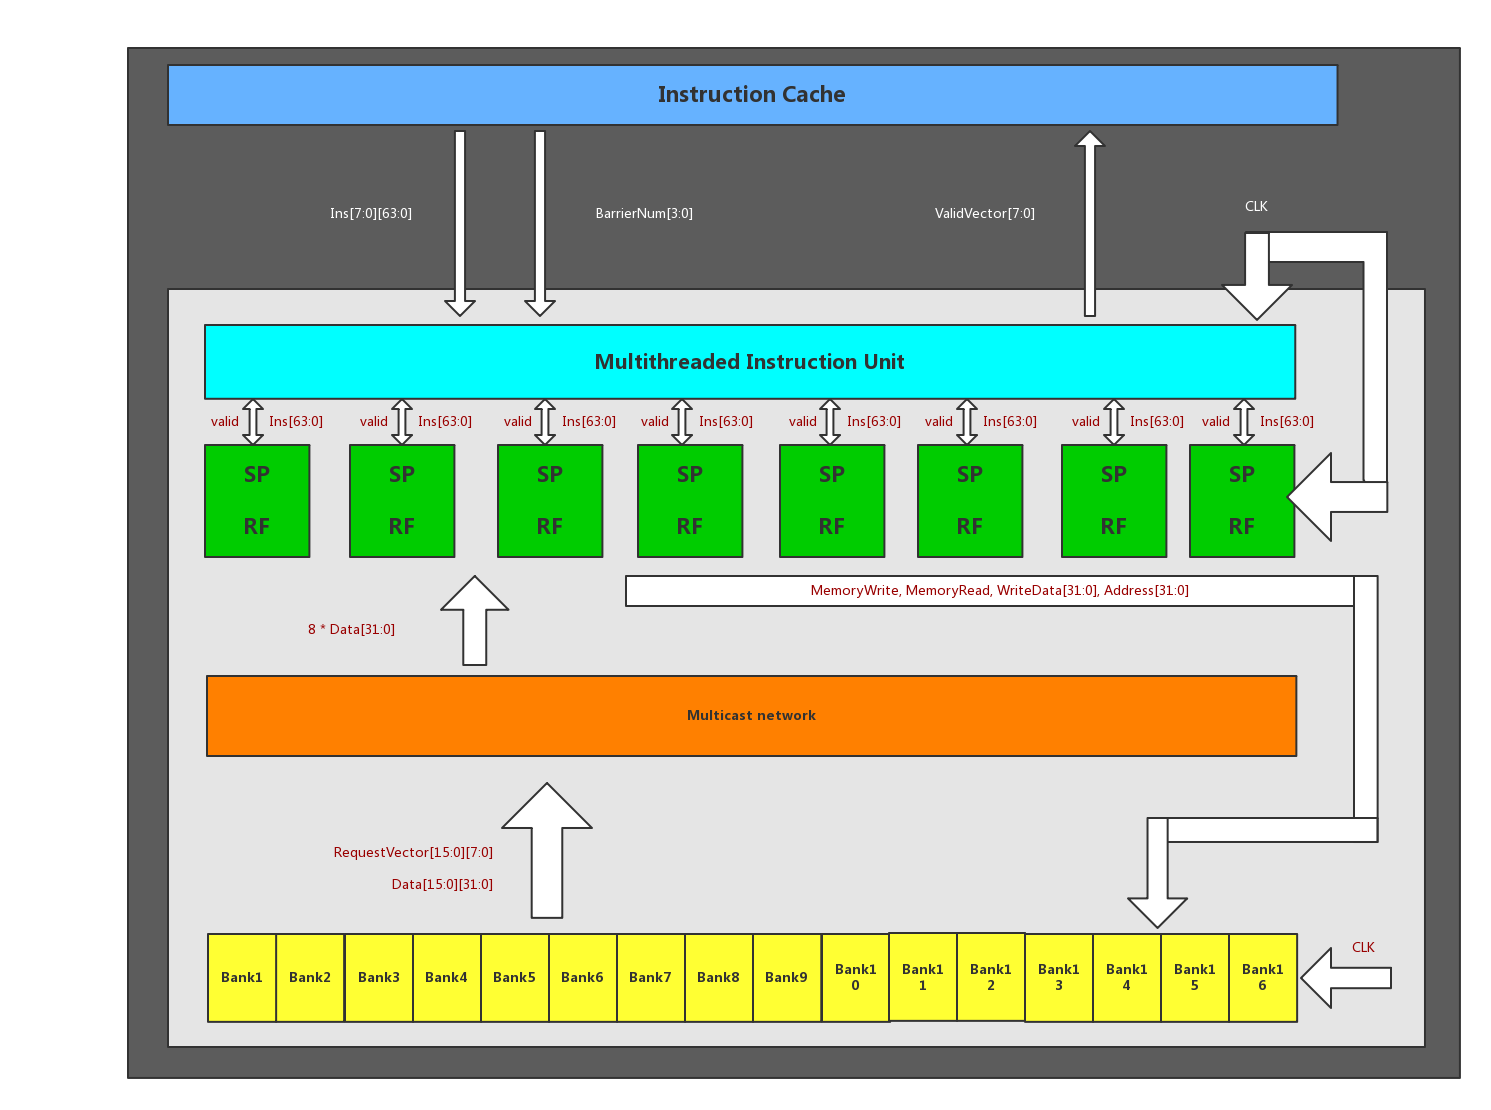 Instruction Cache
Ins[7:0][63:0]
BarrierNum[3:0]
ValidVector[7:0]
CLK
Multithreaded Instruction Unit
valid Ins[63:0] valid Ins[63:0] valid Ins[63:0] valid Ins[63:0] valid Ins[63:0] valid Ins[63:0] valid Ins[63:0] valid Ins[63:0]
SP SP SP SP SP SP SP SP
RF RF RF RF RF RF RF RF
MemoryWrite, MemoryRead, WriteData[31:0], Address[31:0]
8 * Data[31:0]
Multicast network
RequestVector[15:0][7:0]
Data[15:0][31:0]
CLK
Bank1
Bank2
Bank3
Bank4
Bank5
Bank6
Bank7
Bank8
Bank9
Bank1
0
Bank1
1
Bank1
2
Bank1
3
Bank1
4
Bank1
5
Bank1
6